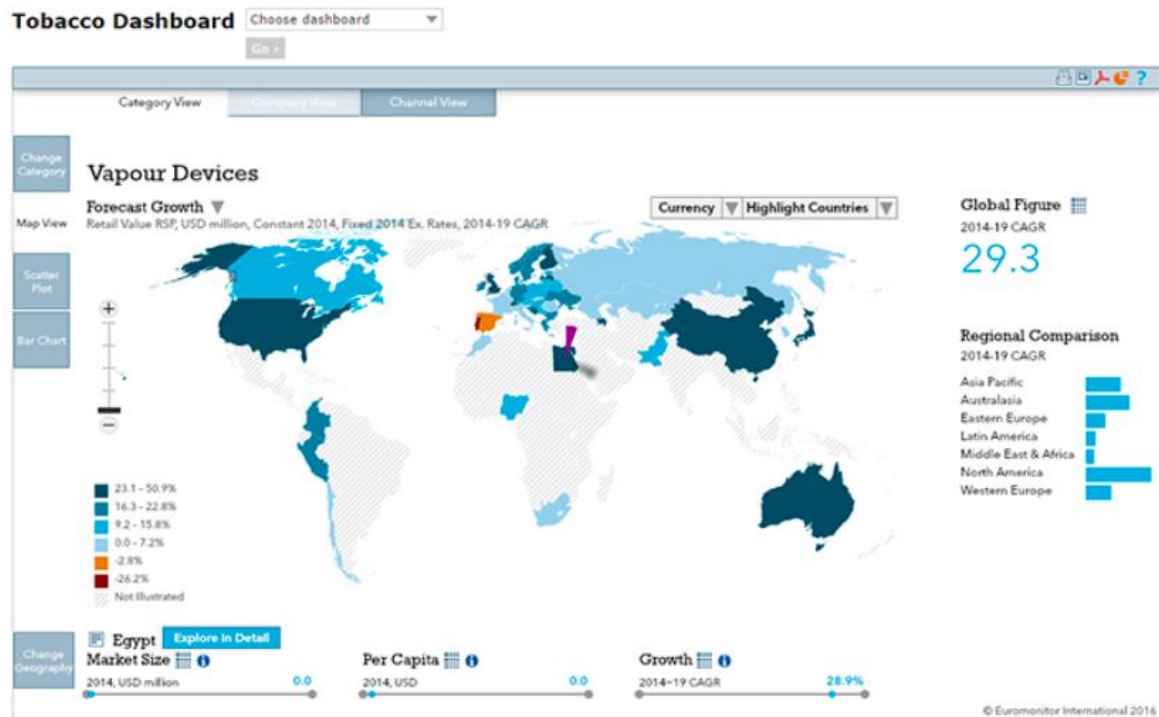 Tobacco Dashboard
Choose dashboard
Go ›
Category View
Company View
Channel View
Change
Category
Map View
Scatter
Plot
Bar Chart
Vapour Devices
Forecast Growth
Retail Value RSP, USD million, Constant 2014, Fixed 2014 Ex. Rates, 2014-19 CAGR
Currency
Highlight Countries
+
−
23.1 - 50.9%
16.3 - 22.8%
9.2 - 15.8%
0.0 - 7.2%
-2.8%
-26.2%
Not Illustrated
Global Figure
2014-19 CAGR
29.3
Regional Comparison
2014-19 CAGR
Asia Pacific
Australasia
Eastern Europe
Latin America
Middle East & Africa
North America
Western Europe
Change
Geography
Egypt
Explore In Detail
Market Size
2014, USD million
0.0
Per Capita
2014, USD
0.0
Growth
2014-19 CAGR
28.9%
© Euromonitor International 2016